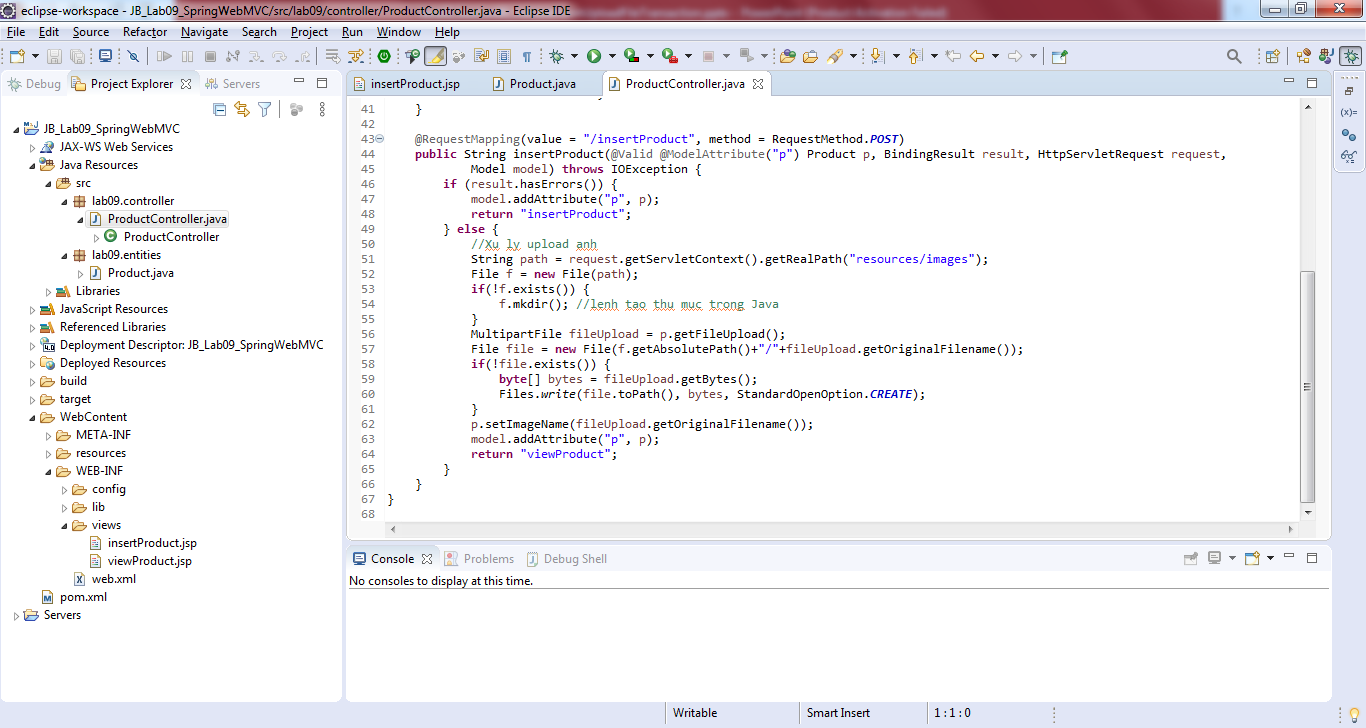 eclipse-workspace - JB_Lab09_SpringWebMVC/src/lab09/controller/ProductController.java - Eclipse IDE
File Edit Source Refactor Navigate Search Project Run Window Help
Debug Project Explorer Servers
JB_Lab09_SpringWebMVC
JAX-WS Web Services
Java Resources
src
lab09.controller
ProductController.java
ProductController
lab09.entities
Product.java
Libraries
JavaScript Resources
Referenced Libraries
Deployment Descriptor: JB_Lab09_SpringWebMVC
Deployed Resources
build
target
WebContent
META-INF
resources
WEB-INF
config
lib
views
insertProduct.jsp
viewProduct.jsp
web.xml
pom.xml
Servers
insertProduct.jsp Product.java ProductController.java
41 }
42
43 @RequestMapping(value = "/insertProduct", method = RequestMethod.POST)
44 public String insertProduct(@Valid @ModelAttribute("p") Product p, BindingResult result, HttpServletRequest request,
45 Model model) throws IOException {
46 if (result.hasErrors()) {
47 model.addAttribute("p", p);
48 return "insertProduct";
49 } else {
50 //Xu ly upload anh
51 String path = request.getServletContext().getRealPath("resources/images");
52 File f = new File(path);
53 if(!f.exists()) {
54 f.mkdir(); //lenh tao thu muc trong Java
55 }
56 MultipartFile fileUpload = p.getFileUpload();
57 File file = new File(f.getAbsolutePath()+"/"+fileUpload.getOriginalFilename());
58 if(!file.exists()) {
59 byte[] bytes = fileUpload.getBytes();
60 Files.write(file.toPath(), bytes, StandardOpenOption.CREATE);
61 }
62 p.setImageName(fileUpload.getOriginalFilename());
63 model.addAttribute("p", p);
64 return "viewProduct";
65 }
66 }
67 }
68
(x)=
Console Problems Debug Shell
No consoles to display at this time.
Writable Smart Insert 1 : 1 : 0